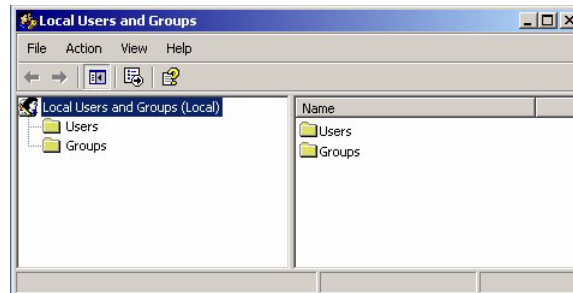 Local Users and Groups
File Action View Help
Local Users and Groups (Local)
Users
Groups
Name
Users
Groups